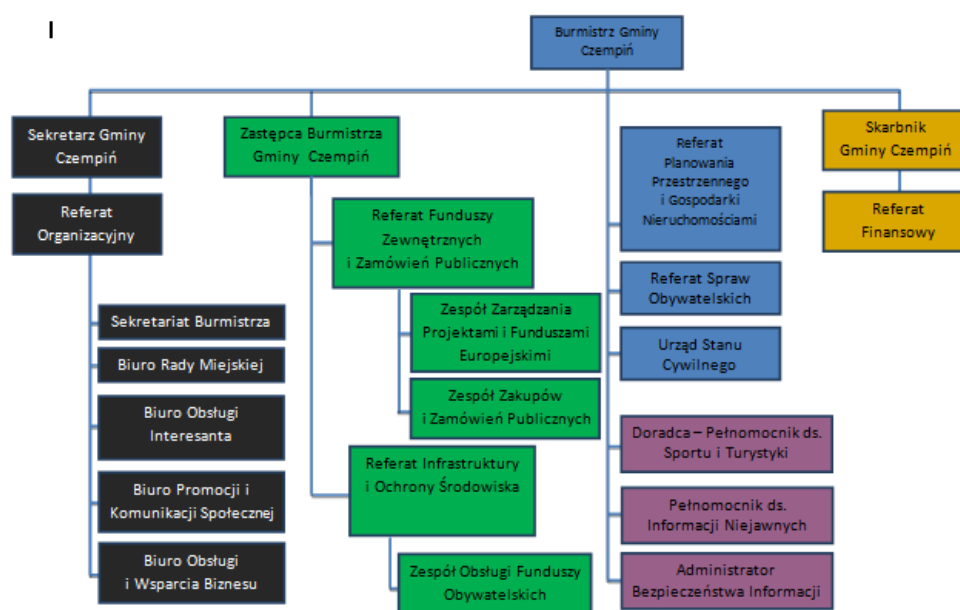 I
Burmistrz Gminy
Czempiń
Sekretarz Gminy
Czempiń
Referat
Organizacyjny
Sekretariat Burmistrza
Biuro Rady Miejskiej
Biuro Obsługi
Interesanta
Biuro Promocji i
Komunikacji Społecznej
Biuro Obsługi
i Wsparcia Biznesu
Zastępca Burmistrza
Gminy Czempiń
Referat Funduszy
Zewnętrznych
i Zamówień Publicznych
Zespół Zarządzania
Projektami i Funduszami
Europejskimi
Zespół Zakupów
i Zamówień Publicznych
Referat Infrastruktury
i Ochrony Środowiska
Zespół Obsługi Funduszy
Obywatelskich
Referat
Planowania
Przestrzennego
i Gospodarki
Nieruchomościami
Referat Spraw
Obywatelskich
Urząd Stanu
Cywilnego
Doradca – Pełnomocnik ds.
Sportu i Turystyki
Pełnomocnik ds.
Informacji Niejawnych
Administrator
Bezpieczeństwa Informacji
Skarbnik
Gminy Czempiń
Referat
Finansowy